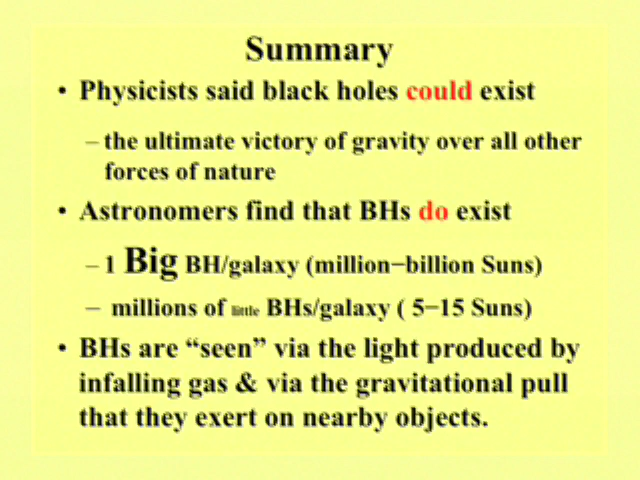 Summary
• Physicists said black holes could exist
– the ultimate victory of gravity over all other
forces of nature
• Astronomers find that BHs do exist
– 1 Big BH/galaxy (million−billion Suns)
– millions of little BHs/galaxy ( 5−15 Suns)
• BHs are “seen” via the light produced by
infalling gas & via the gravitational pull
that they exert on nearby objects.